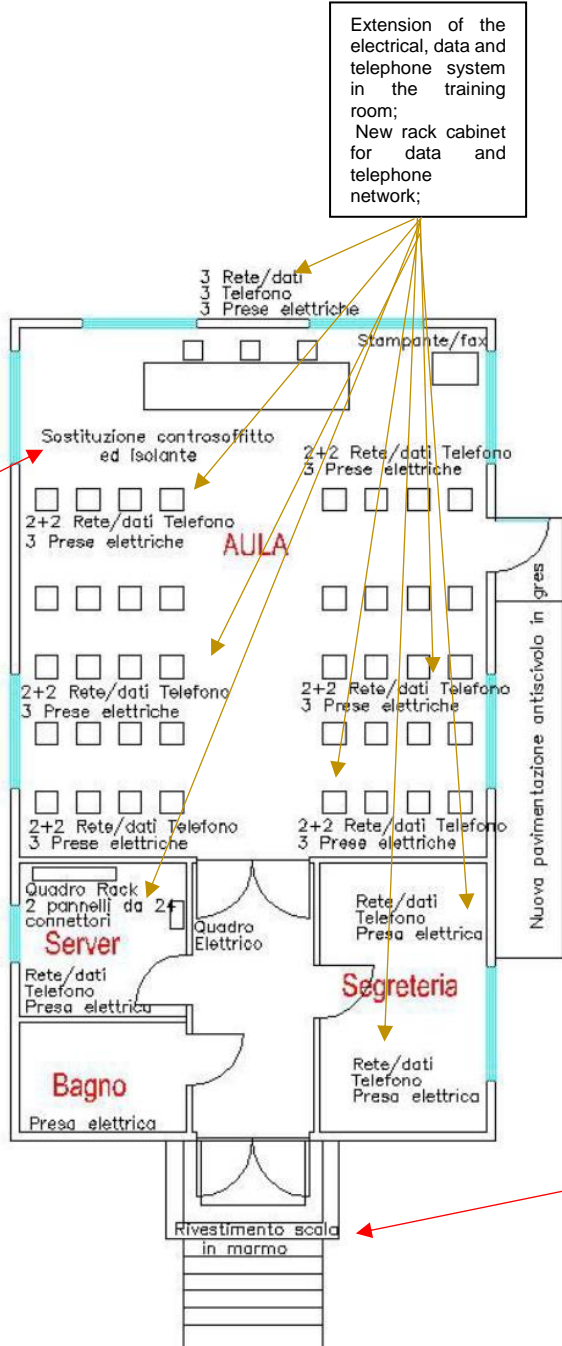 Extension of the
electrical, data and
telephone system
in the training
room;
New rack cabinet
for data and
telephone
network;
3 Rete/dati
3 Telefono
3 Prese elettriche
Stampante/fax
Sostituzione controsoffitto
ed isolante
2+2 Rete/dati Telefono
3 Prese elettriche
2+2 Rete/dati Telefono
3 Prese elettriche
AULA
Nuova pavimentazione antiscivolo in gres
2+2 Rete/dati Telefono
3 Prese elettriche
2+2 Rete/dati Telefono
3 Prese elettriche
2+2 Rete/dati Telefono
3 Prese elettriche
2+2 Rete/dati Telefono
3 Prese elettriche
Quadro Rack
2 pannelli da 24
connettori
Server
Rete/dati
Telefono
Presa elettrica
Quadro
Elettrico
Rete/dati
Telefono
Presa elettrica
Segreteria
Rete/dati
Telefono
Presa elettrica
Bagno
Presa elettrica
Rivestimento scala
in marmo